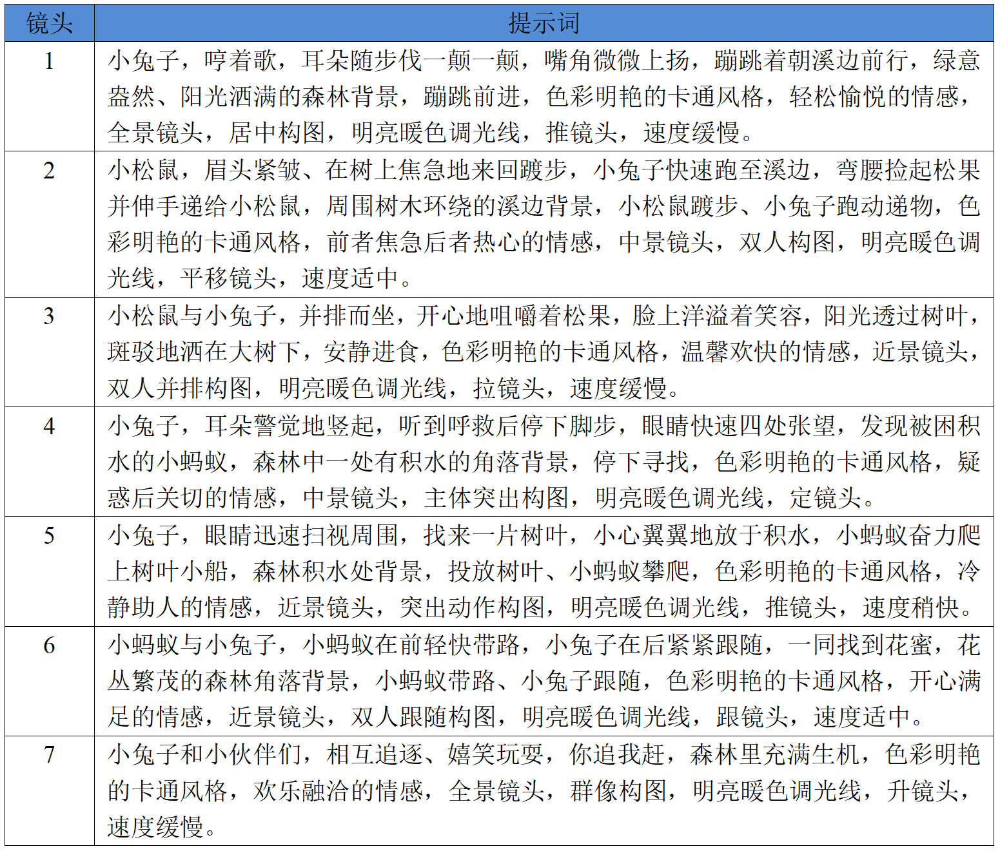 镜头
提示词
1
小兔子，哼着歌，耳朵随步伐一颠一颠，嘴角微微上扬，蹦跳着朝溪边前行，绿意
盎然、阳光洒满的森林背景，蹦跳前进，色彩明艳的卡通风格，轻松愉悦的情感，
全景镜头，居中构图，明亮暖色调光线，推镜头，速度缓慢。
2
小松鼠，眉头紧皱、在树上焦急地来回踱步，小兔子快速跑至溪边，弯腰捡起松果
并伸手递给小松鼠，周围树木环绕的溪边背景，小松鼠踱步、小兔子跑动递物，色
彩明艳的卡通风格，前者焦急后者热心的情感，中景镜头，双人构图，明亮暖色调
光线，平移镜头，速度适中。
3
小松鼠与小兔子，并排而坐，开心地咀嚼着松果，脸上洋溢着笑容，阳光透过树叶，
斑驳地洒在大树下，安静进食，色彩明艳的卡通风格，温馨欢快的情感，近景镜头，
双人并排构图，明亮暖色调光线，拉镜头，速度缓慢。
4
小兔子，耳朵警觉地竖起，听到呼救后停下脚步，眼睛快速四处张望，发现被困积
水的小蚂蚁，森林中一处有积水的角落背景，停下寻找，色彩明艳的卡通风格，疑
惑后关切的情感，中景镜头，主体突出构图，明亮暖色调光线，定镜头。
5
小兔子，眼睛迅速扫视周围，找来一片树叶，小心翼翼地放于积水，小蚂蚁奋力爬
上树叶小船，森林积水处背景，投放树叶、小蚂蚁攀爬，色彩明艳的卡通风格，冷
静助人的情感，近景镜头，突出动作构图，明亮暖色调光线，推镜头，速度稍快。
6
小蚂蚁与小兔子，小蚂蚁在前轻快带路，小兔子在后紧紧跟随，一同找到花蜜，花
丛繁茂的森林角落背景，小蚂蚁带路、小兔子跟随，色彩明艳的卡通风格，开心满
足的情感，近景镜头，双人跟随构图，明亮暖色调光线，跟镜头，速度适中。
7
小兔子和小伙伴们，相互追逐、嬉笑玩耍，你追我赶，森林里充满生机，色彩明艳
的卡通风格，欢乐融洽的情感，全景镜头，群像构图，明亮暖色调光线，升镜头，
速度缓慢。